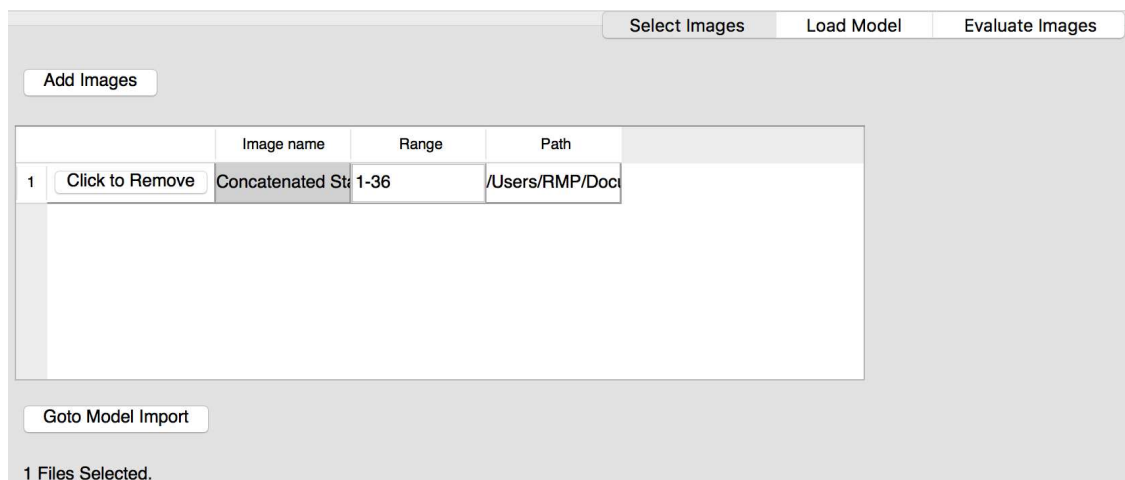 Select Images Load Model Evaluate Images
Add Images
Image name Range Path
1 Click to Remove Concatenated Sta 1-36 /Users/RMP/Docu
Goto Model Import
1 Files Selected.